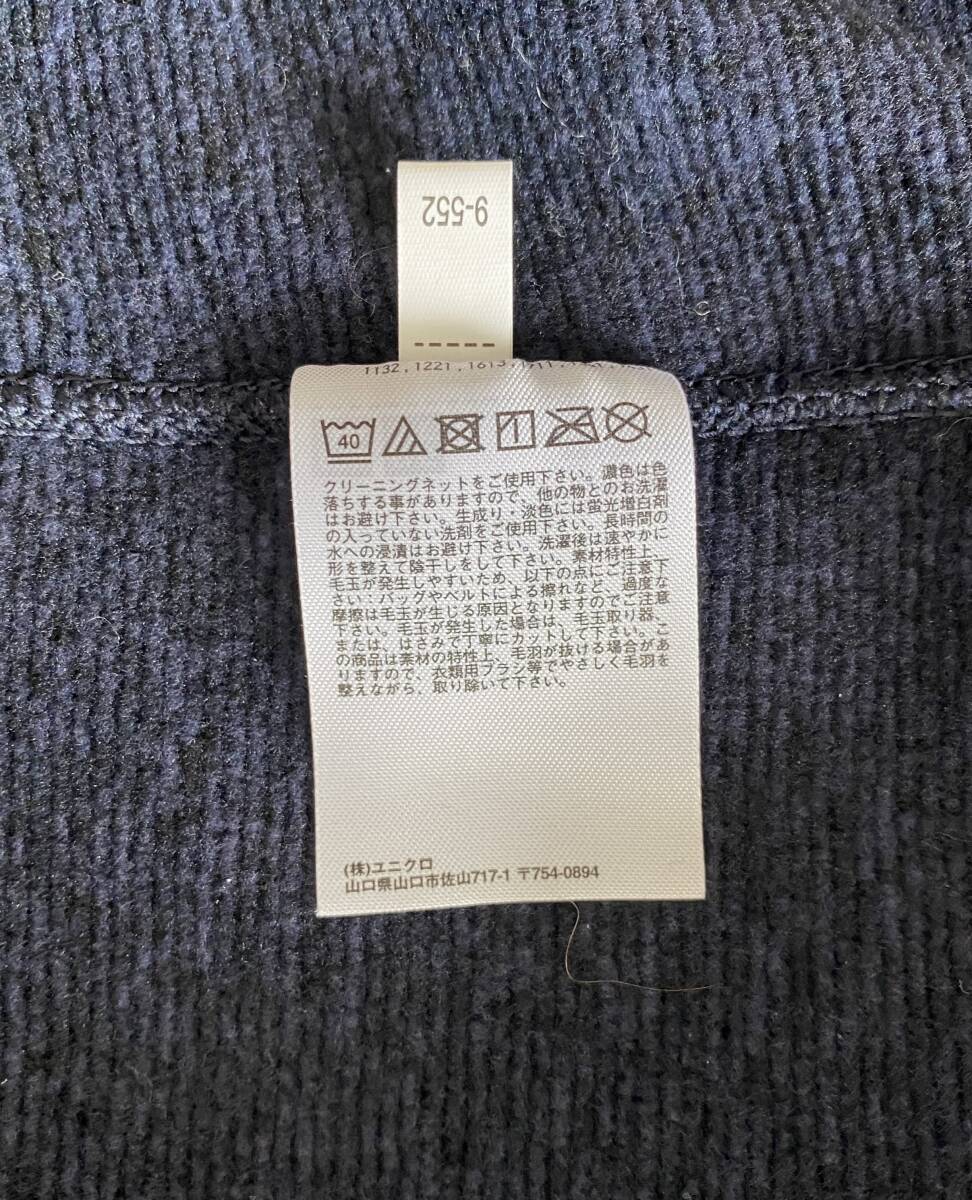 9-552
1132 , 1221 , 1613 ,
40
クリーニングネットをご使用下さい。濃色は色
落ちする事がありますので、他の物とのお洗濯
はお避け下さい。生成り・淡色には蛍光増白剤
の入っていない洗剤をご使用下さい。長時間の
水への浸漬はお避け下さい。洗濯後は速やかに
形を整えて陰干しをして下さい。素材特性上、
毛玉が発生しやすいため、以下の点にご注意下
さい。バッグやベルトによる擦れなど、過度な
摩擦は毛玉が生じる原因となりますのでご注意
下さい。毛玉が発生した場合は、毛玉取り器、
または、はさみで丁寧にカットして下さい。こ
の商品は素材の特性上、毛羽が抜ける場合があ
りますので、衣類用ブラシ等でやさしく毛羽を
整えながら、取り除いて下さい。
(株)ユニクロ
山口県山口市佐山717-1 〒754-0894